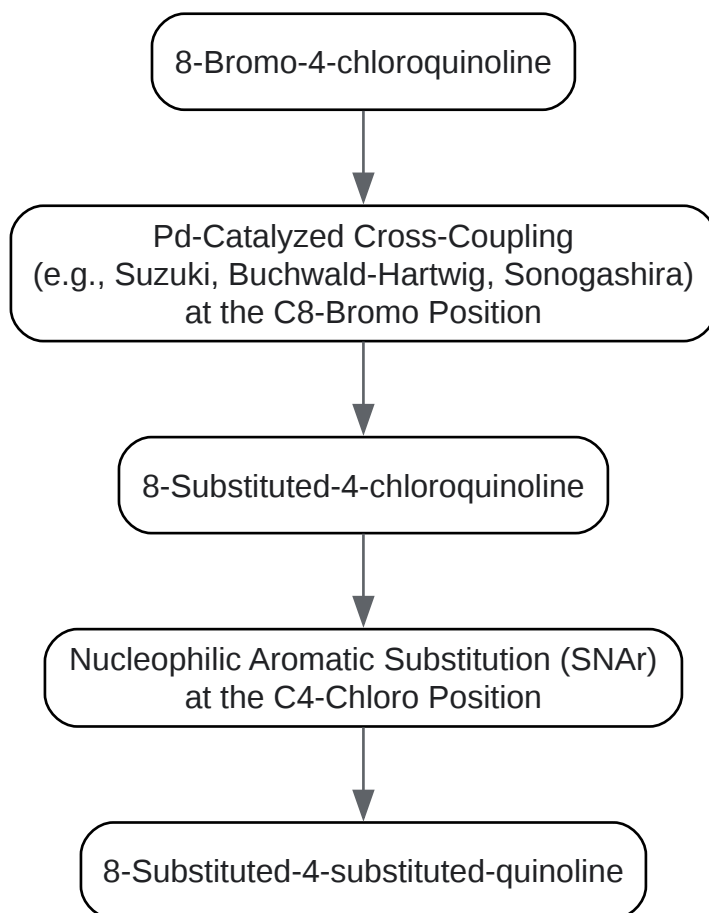 8-Bromo-4-chloroquinoline
Pd-Catalyzed Cross-Coupling
(e.g., Suzuki, Buchwald-Hartwig, Sonogashira)
at the C8-Bromo Position
8-Substituted-4-chloroquinoline
Nucleophilic Aromatic Substitution (SNAr)
at the C4-Chloro Position
8-Substituted-4-substituted-quinoline